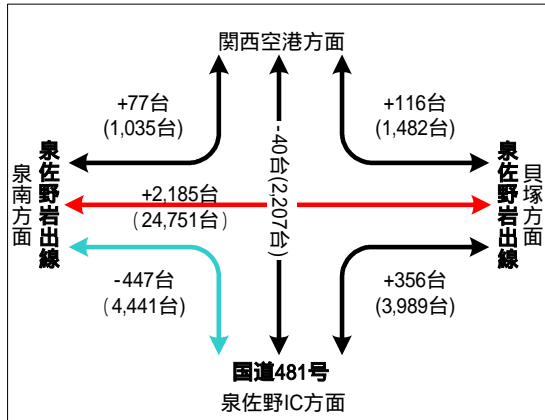 関西空港方面
+77台
(1,035台)
+116台
(1,482台)
-40台(2,207台)
泉南方面
泉佐野岩出線
+2,185台
(24,751台)
泉佐野岩出線
貝塚方面
-447台
(4,441台)
+356台
(3,989台)
国道481号
泉佐野IC方面